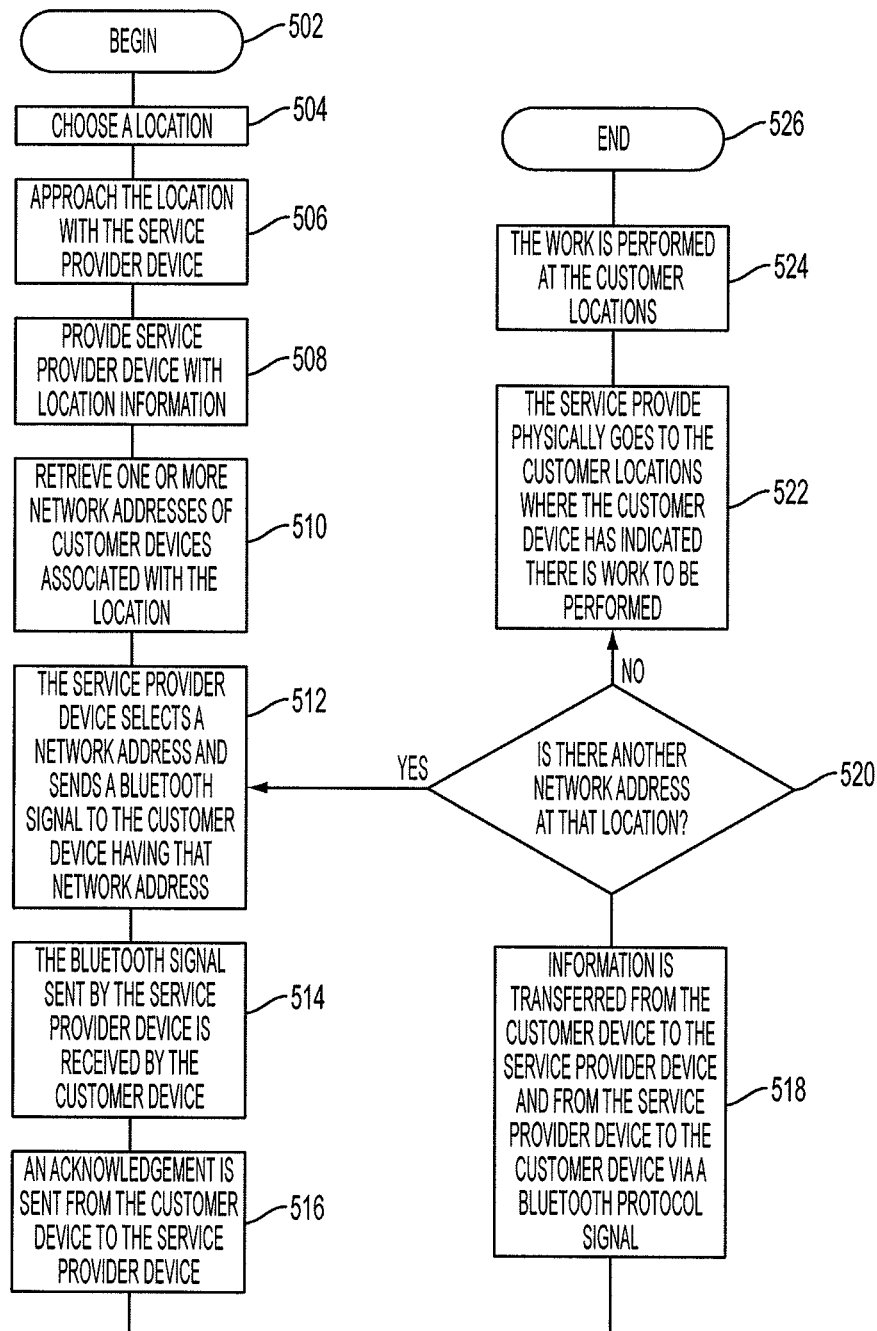 BEGIN
502
CHOOSE A LOCATION
504
APPROACH THE LOCATION
WITH THE SERVICE
PROVIDER DEVICE
506
PROVIDE SERVICE
PROVIDER DEVICE WITH
LOCATION INFORMATION
508
RETRIEVE ONE OR MORE
NETWORK ADDRESSES OF
CUSTOMER DEVICES
ASSOCIATED WITH THE
LOCATION
510
THE SERVICE PROVIDER
DEVICE SELECTS A
NETWORK ADDRESS AND
SENDS A BLUETOOTH
SIGNAL TO THE CUSTOMER
DEVICE HAVING THAT
NETWORK ADDRESS
512
THE BLUETOOTH SIGNAL
SENT BY THE SERVICE
PROVIDER DEVICE IS
RECEIVED BY THE
CUSTOMER DEVICE
514
AN ACKNOWLEDGEMENT IS
SENT FROM THE CUSTOMER
DEVICE TO THE SERVICE
PROVIDER DEVICE
516
INFORMATION IS
TRANSFERRED FROM THE
CUSTOMER DEVICE TO THE
SERVICE PROVIDER DEVICE
AND FROM THE SERVICE
PROVIDER DEVICE TO THE
CUSTOMER DEVICE VIA A
BLUETOOTH PROTOCOL
SIGNAL
518
IS THERE ANOTHER
NETWORK ADDRESS
AT THAT LOCATION?
520
YES
NO
THE SERVICE PROVIDE
PHYSICALLY GOES TO THE
CUSTOMER LOCATIONS
WHERE THE CUSTOMER
DEVICE HAS INDICATED
THERE IS WORK TO BE
PERFORMED
522
THE WORK IS PERFORMED
AT THE CUSTOMER
LOCATIONS
524
END
526